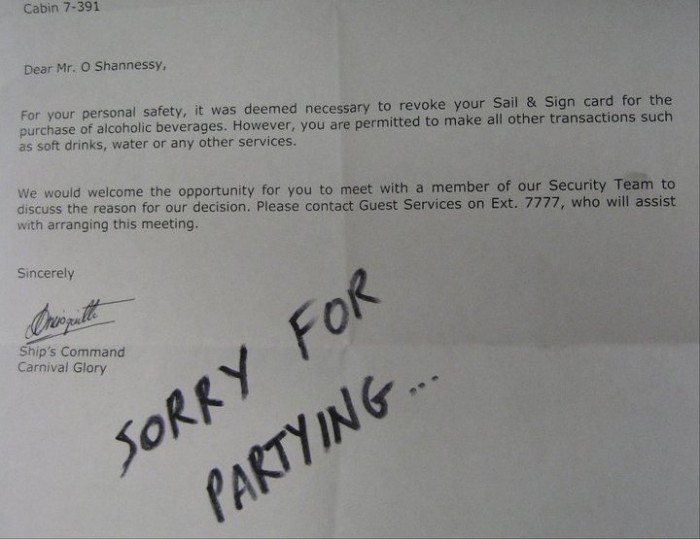 Cabin 7-391
Dear Mr. O Shannessy,
For your personal safety, it was deemed necessary to revoke your Sail & Sign card for the
purchase of alcoholic beverages. However, you are permitted to make all other transactions such
as soft drinks, water or any other services.
We would welcome the opportunity for you to meet with a member of our Security Team to
discuss the reason for our decision. Please contact Guest Services on Ext. 7777, who will assist
with arranging this meeting.
Sincerely
Ship's Command
Carnival Glory
SORRY FOR
PARTYING...